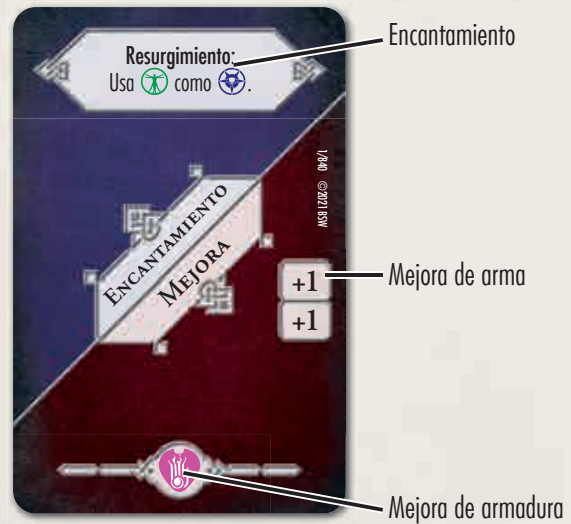 Resurgimiento:
Usa como .
Encantamiento
1/840 ©2021 BSW
ENCANTAMIENTO
MEJORA
+1
+1
Mejora de arma
Mejora de armadura